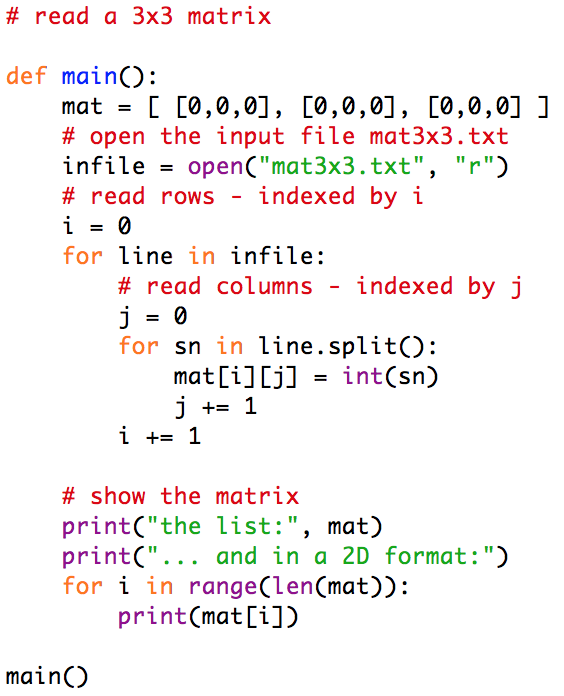 # read a 3x3 matrix

def main():
    mat = [ [0,0,0], [0,0,0], [0,0,0] ]
    # open the input file mat3x3.txt
    infile = open("mat3x3.txt", "r")
    # read rows - indexed by i
    i = 0
    for line in infile:
        # read columns - indexed by j
        j = 0
        for sn in line.split():
            mat[i][j] = int(sn)
            j += 1
        i += 1

    # show the matrix
    print("the list:", mat)
    print("... and in a 2D format:")
    for i in range(len(mat)):
        print(mat[i])

main()